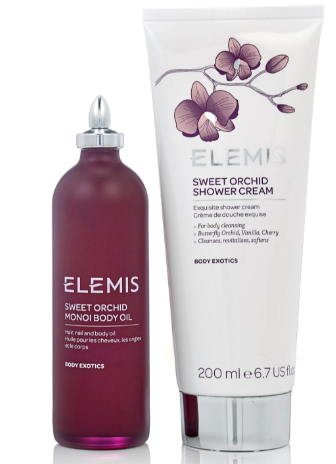 ELEMIS
SWEET ORCHID
MONOI BODY OIL
Hair, nail and body oil
Huile pour les cheveux, les ongles
et le corps
BODY EXOTICS
ELEMIS
SWEET ORCHID
SHOWER CREAM
Exquisite shower cream
Crème de douche exquise
› For body cleansing
› Butterfly Orchid, Vanilla, Cherry
› Cleanses, revitalises, softens
BODY EXOTICS
200 ml e 6.7 US fl.oz